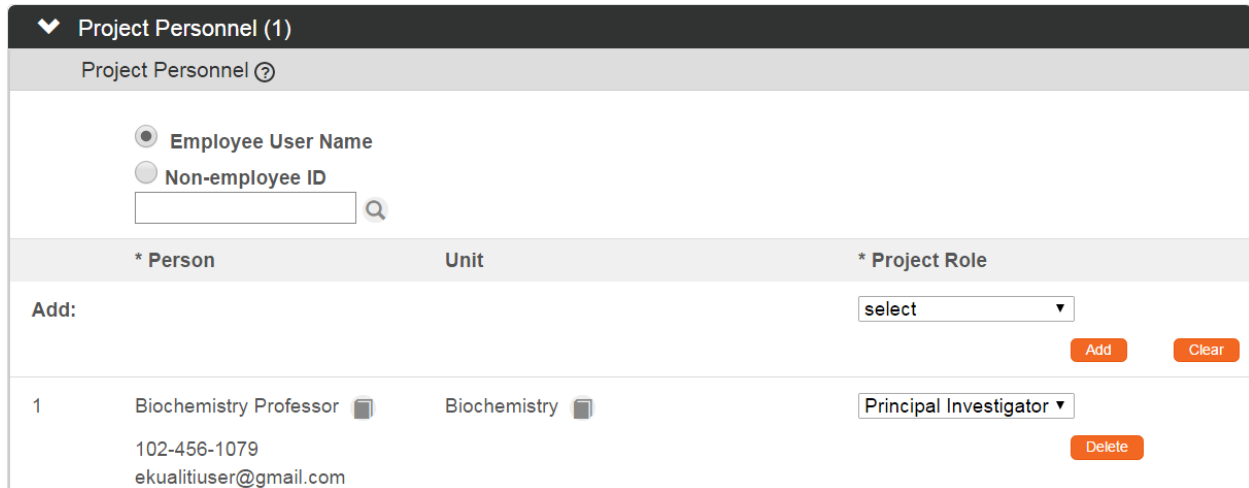 Project Personnel (1)
Project Personnel ?
Employee User Name
Non-employee ID
* Person Unit * Project Role
Add: select
Add Clear
1 Biochemistry Professor Biochemistry Principal Investigator
102-456-1079 Delete
ekualitiuser@gmail.com